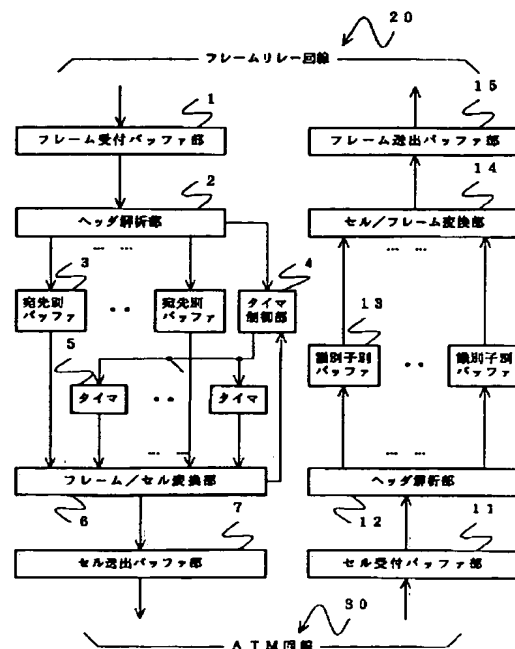 20
フレームリレー回線
1
フレーム受付バッファ部
15
フレーム送出バッファ部
2
ヘッダ解析部
14
セル/フレーム変換部
3
宛先別
バッファ
宛先別
バッファ
4
タイマ
制御部
13
識別子別
バッファ
識別子別
バッファ
5
タイマ
タイマ
フレーム/セル変換部
6
ヘッダ解析部
12
7
セル送出バッファ部
11
セル受付バッファ部
30
ATM回線